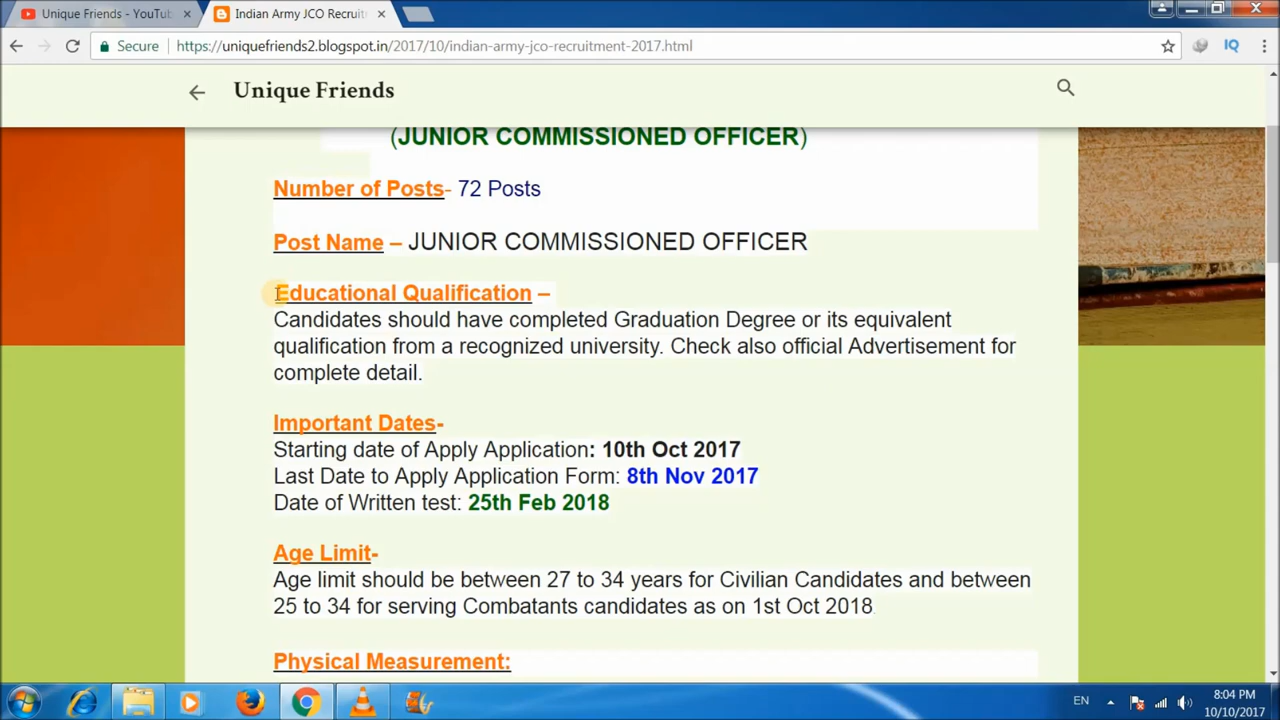 Unique Friends - YouTu
Indian Army JCO Recruit
Secure
https://uniquefriends2.blogspot.in/2017/10/indian-army-jco-recruitment-2017.html
IQ
Unique Friends
(JUNIOR COMMISSIONED OFFICER)
Number of Posts- 72 Posts
Post Name – JUNIOR COMMISSIONED OFFICER
Educational Qualification –
Candidates should have completed Graduation Degree or its equivalent
qualification from a recognized university. Check also official Advertisement for
complete detail.
Important Dates-
Starting date of Apply Application: 10th Oct 2017
Last Date to Apply Application Form: 8th Nov 2017
Date of Written test: 25th Feb 2018
Age Limit-
Age limit should be between 27 to 34 years for Civilian Candidates and between
25 to 34 for serving Combatants candidates as on 1st Oct 2018
Physical Measurement:
EN
8:04 PM
10/10/2017